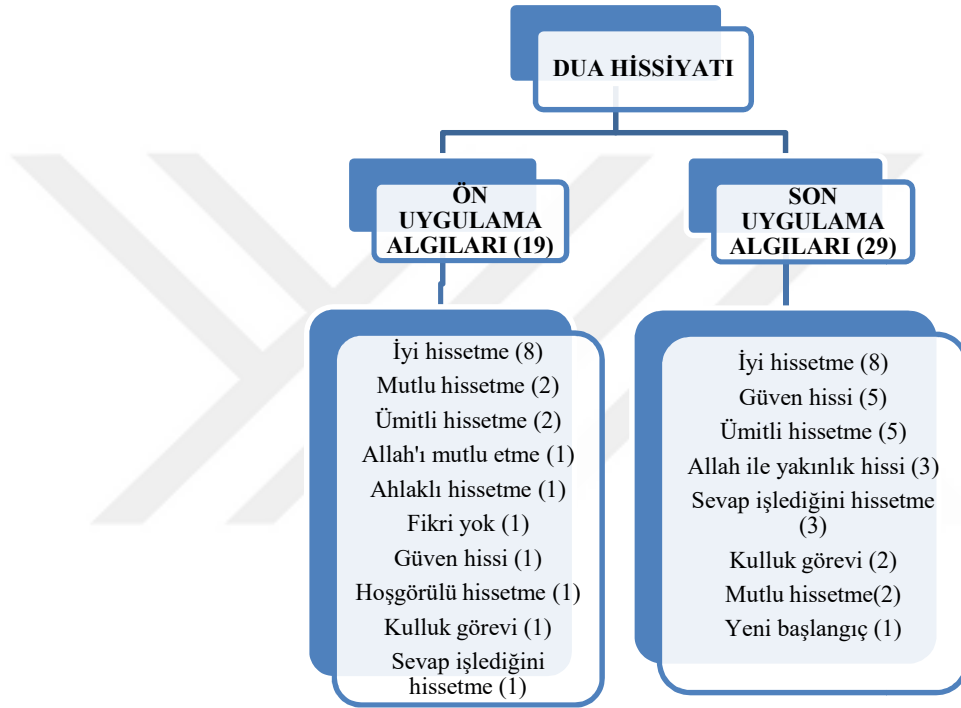 DUA HİSSİYATI
ÖN
UYGULAMA
ALGILARI (19)
İyi hissetme (8)
Mutlu hissetme (2)
Ümitli hissetme (2)
Allah'ı mutlu etme (1)
Ahlaklı hissetme (1)
Fikri yok (1)
Güven hissi (1)
Hoşgörülü hissetme (1)
Kulluk görevi (1)
Sevap işlediğini
hissetme (1)
SON
UYGULAMA
ALGILARI (29)
İyi hissetme (8)
Güven hissi (5)
Ümitli hissetme (5)
Allah ile yakınlık hissi (3)
Sevap işlediğini hissetme
(3)
Kulluk görevi (2)
Mutlu hissetme(2)
Yeni başlangıç (1)